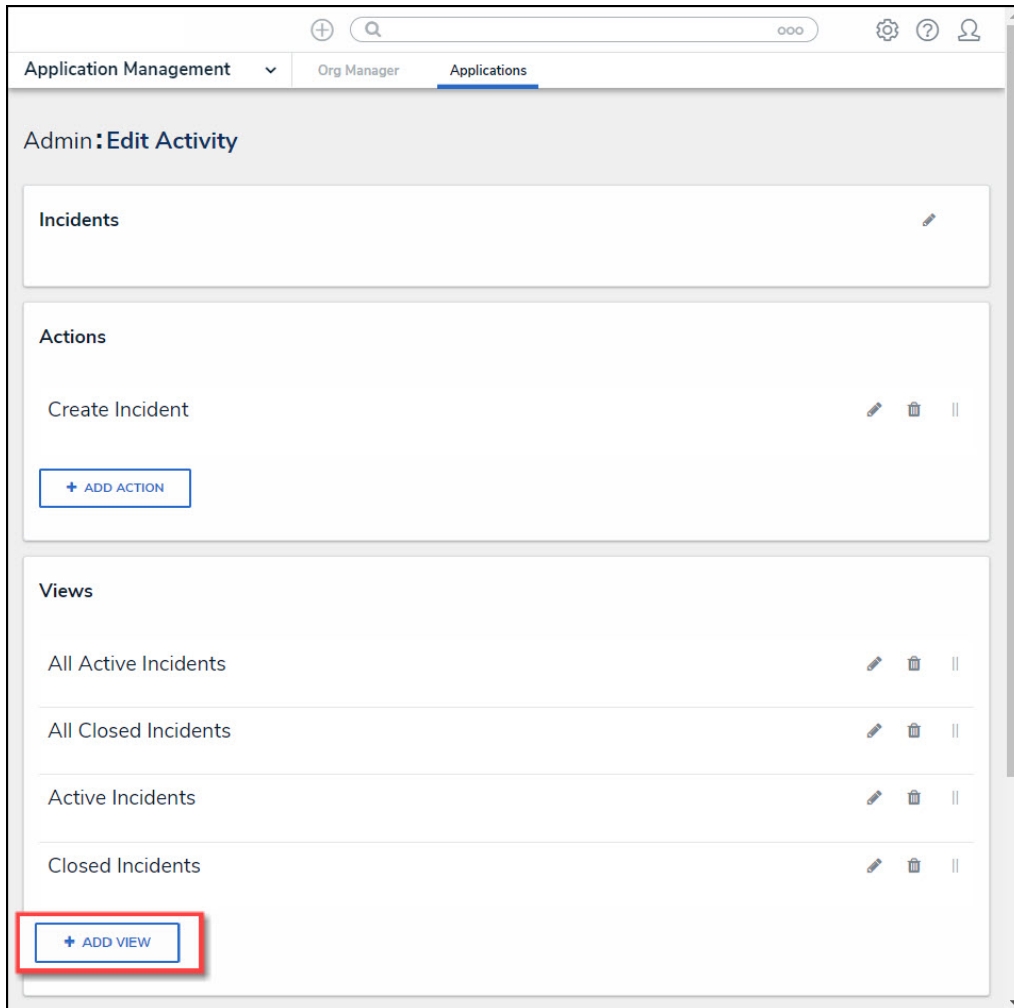 Application Management
Org Manager
Applications
Admin:Edit Activity
Incidents
Actions
Create Incident
+ ADD ACTION
Views
All Active Incidents
All Closed Incidents
Active Incidents
Closed Incidents
+ ADD VIEW